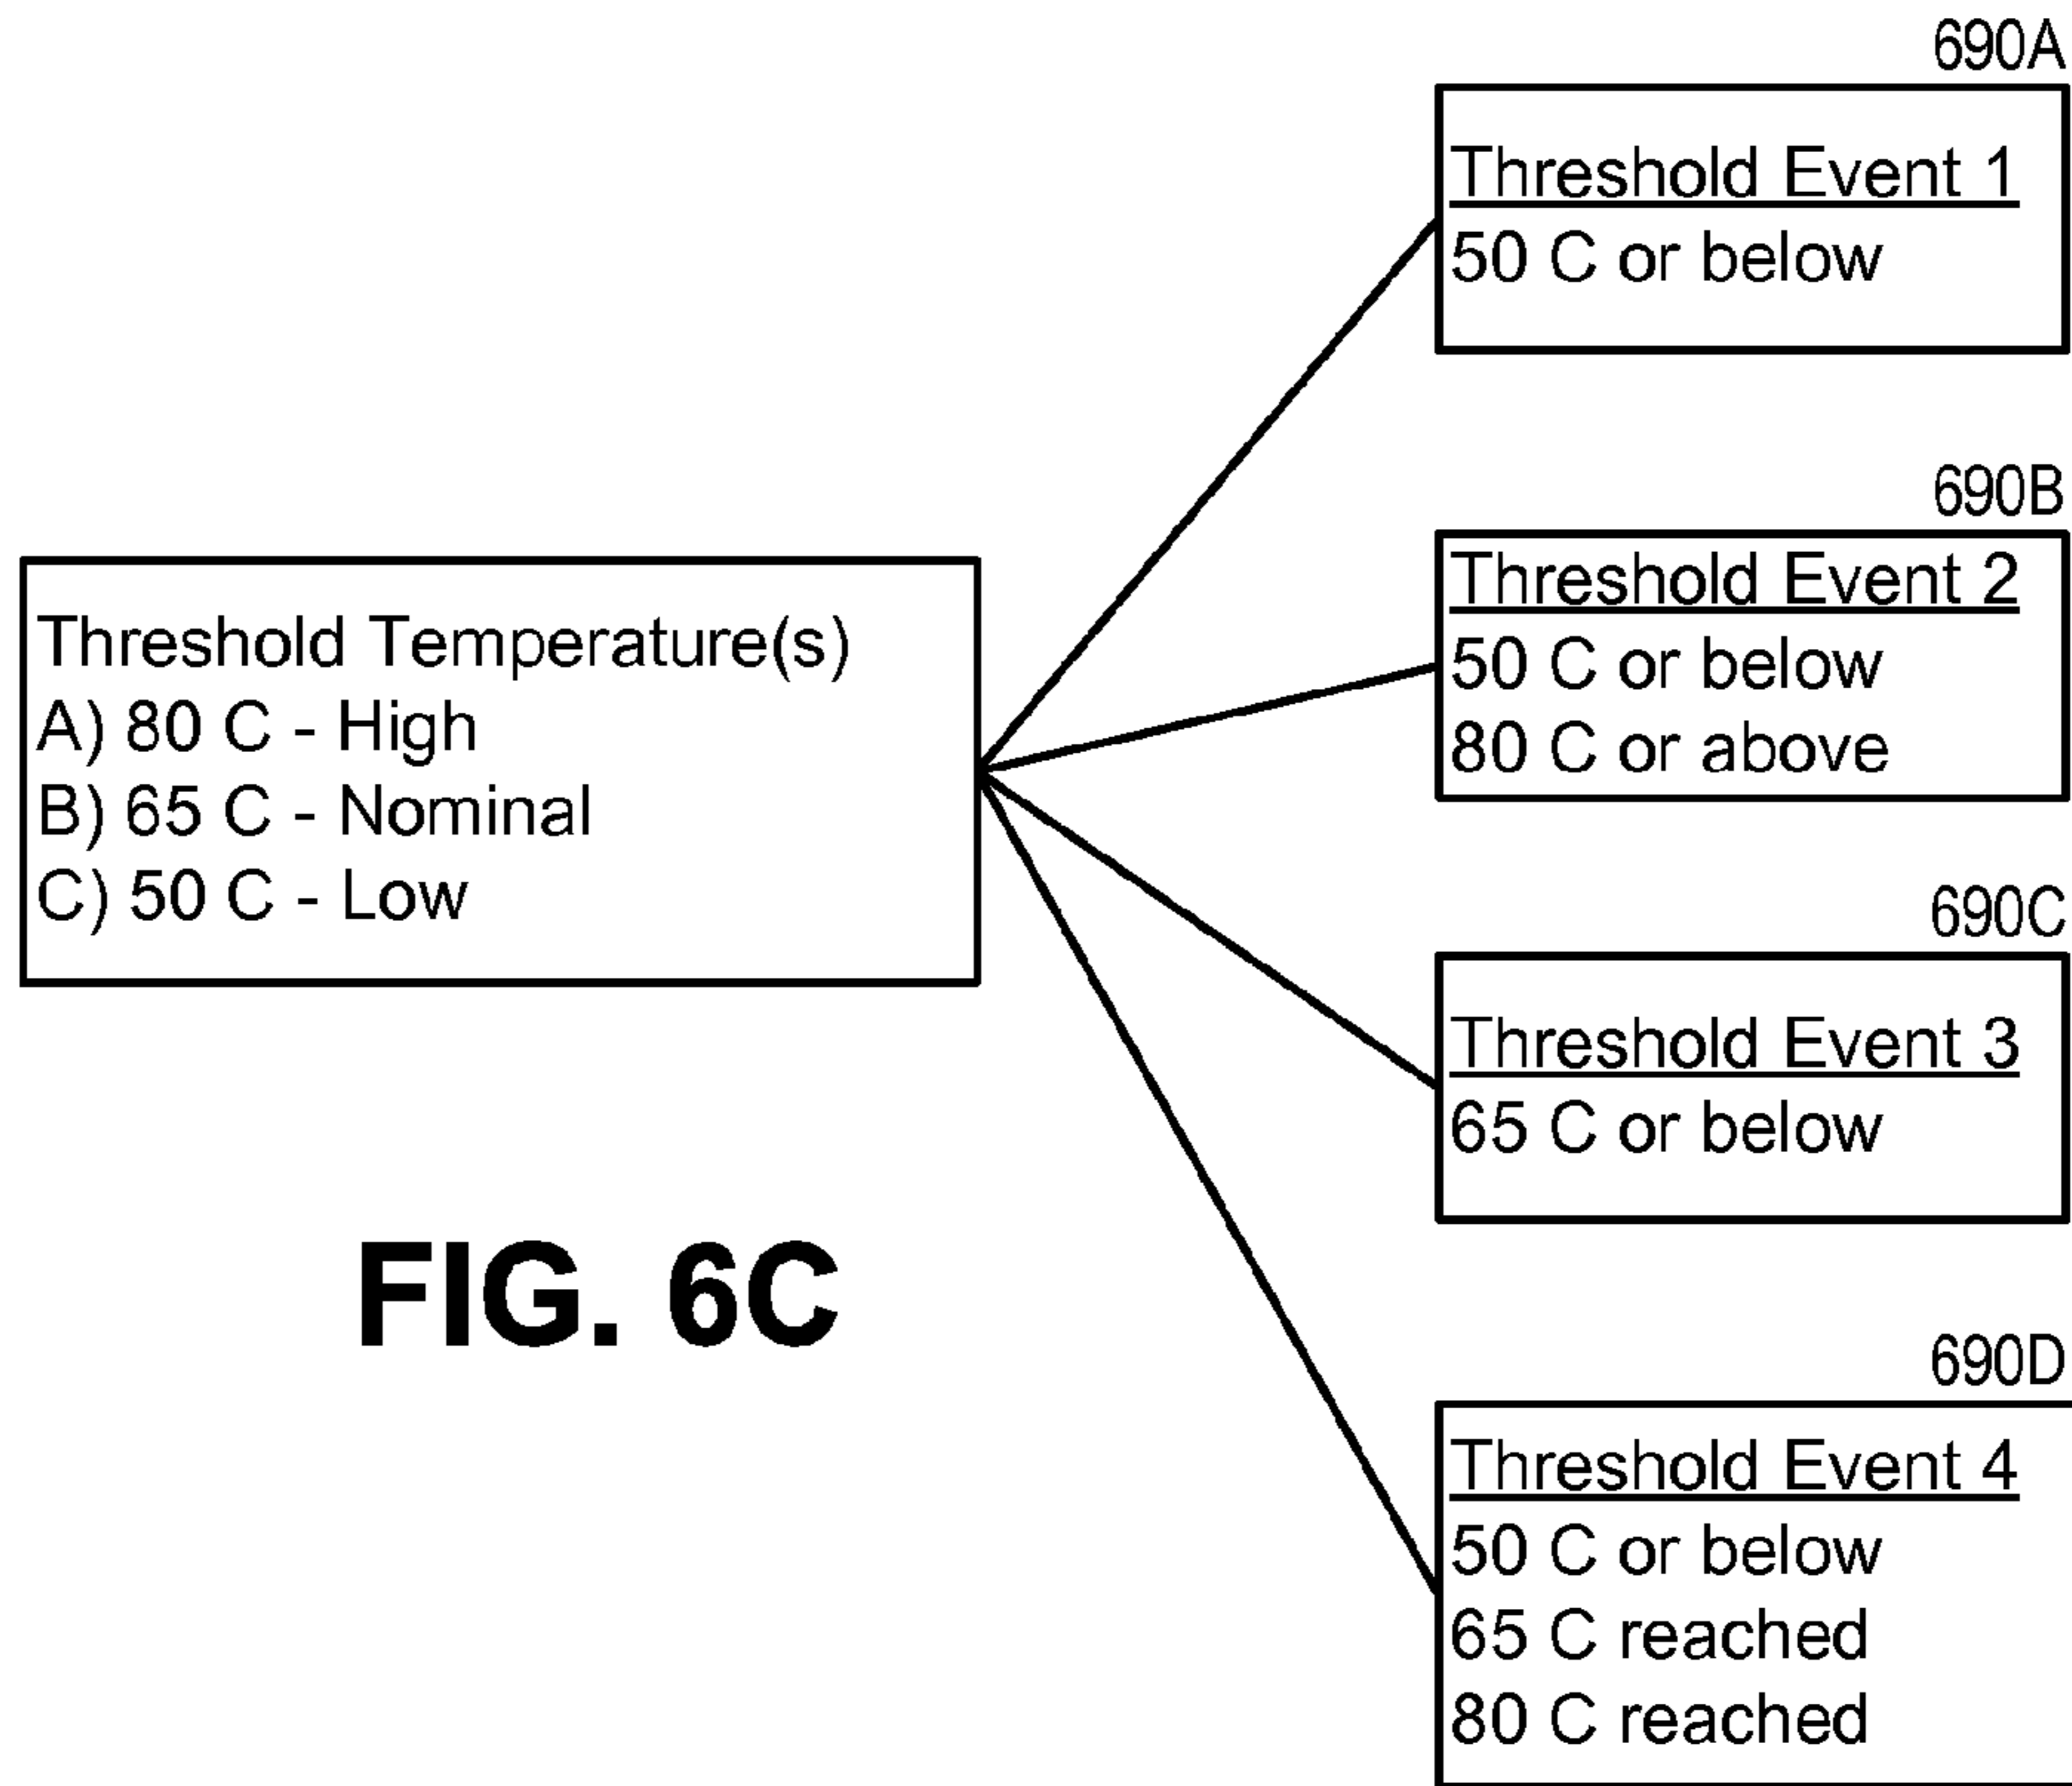 690A
Threshold Event 1
50 C or below
690B
Threshold Event 2
50 C or below
80 C or above
Threshold Temperature(s)
A) 80 C - High
B) 65 C - Nominal
C) 50 C - Low
690C
Threshold Event 3
65 C or below
FIG. 6C
690D
Threshold Event 4
50 C or below
65 C reached
80 C reached